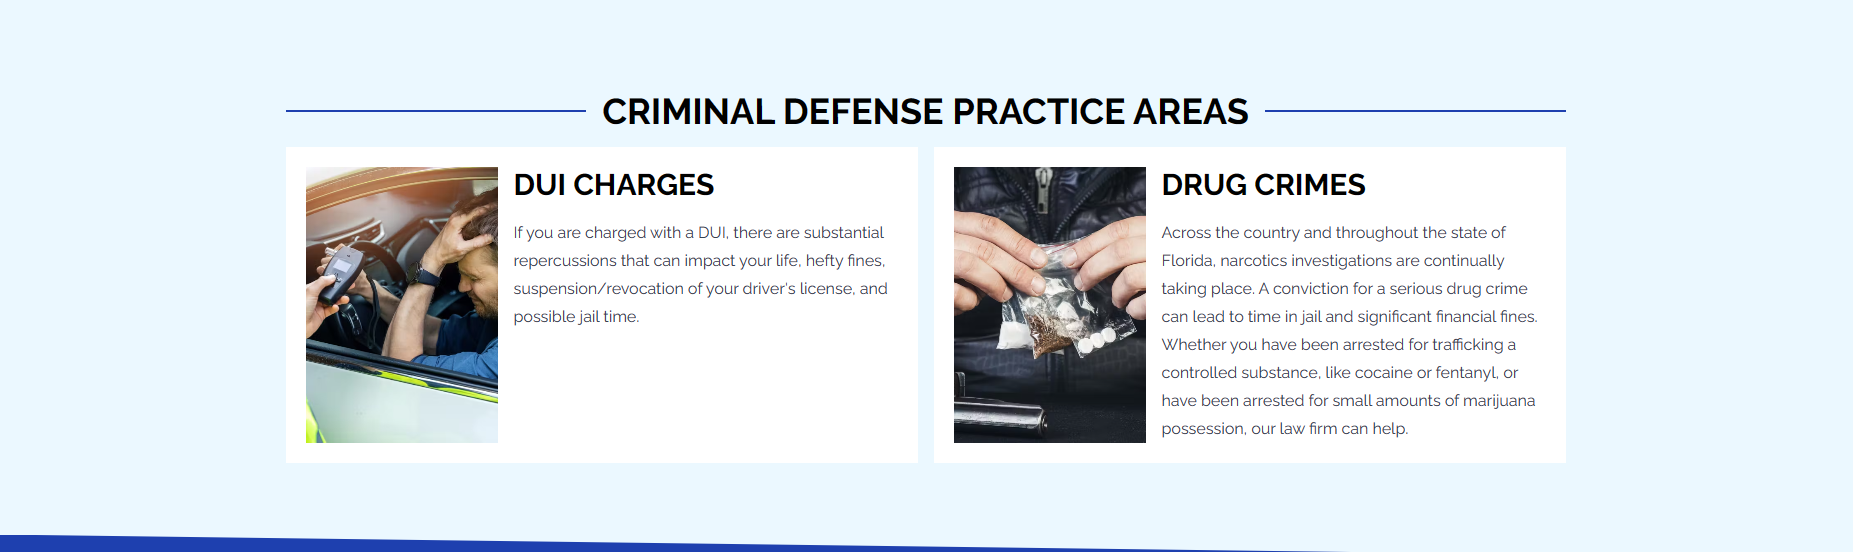 CRIMINAL DEFENSE PRACTICE AREAS
DUI CHARGES
If you are charged with a DUI, there are substantial
repercussions that can impact your life, hefty fines,
suspension/revocation of your driver's license, and
possible jail time.
DRUG CRIMES
Across the country and throughout the state of
Florida, narcotics investigations are continually
taking place. A conviction for a serious drug crime
can lead to time in jail and significant financial fines.
Whether you have been arrested for trafficking a
controlled substance, like cocaine or fentanyl, or
have been arrested for small amounts of marijuana
possession, our law firm can help.